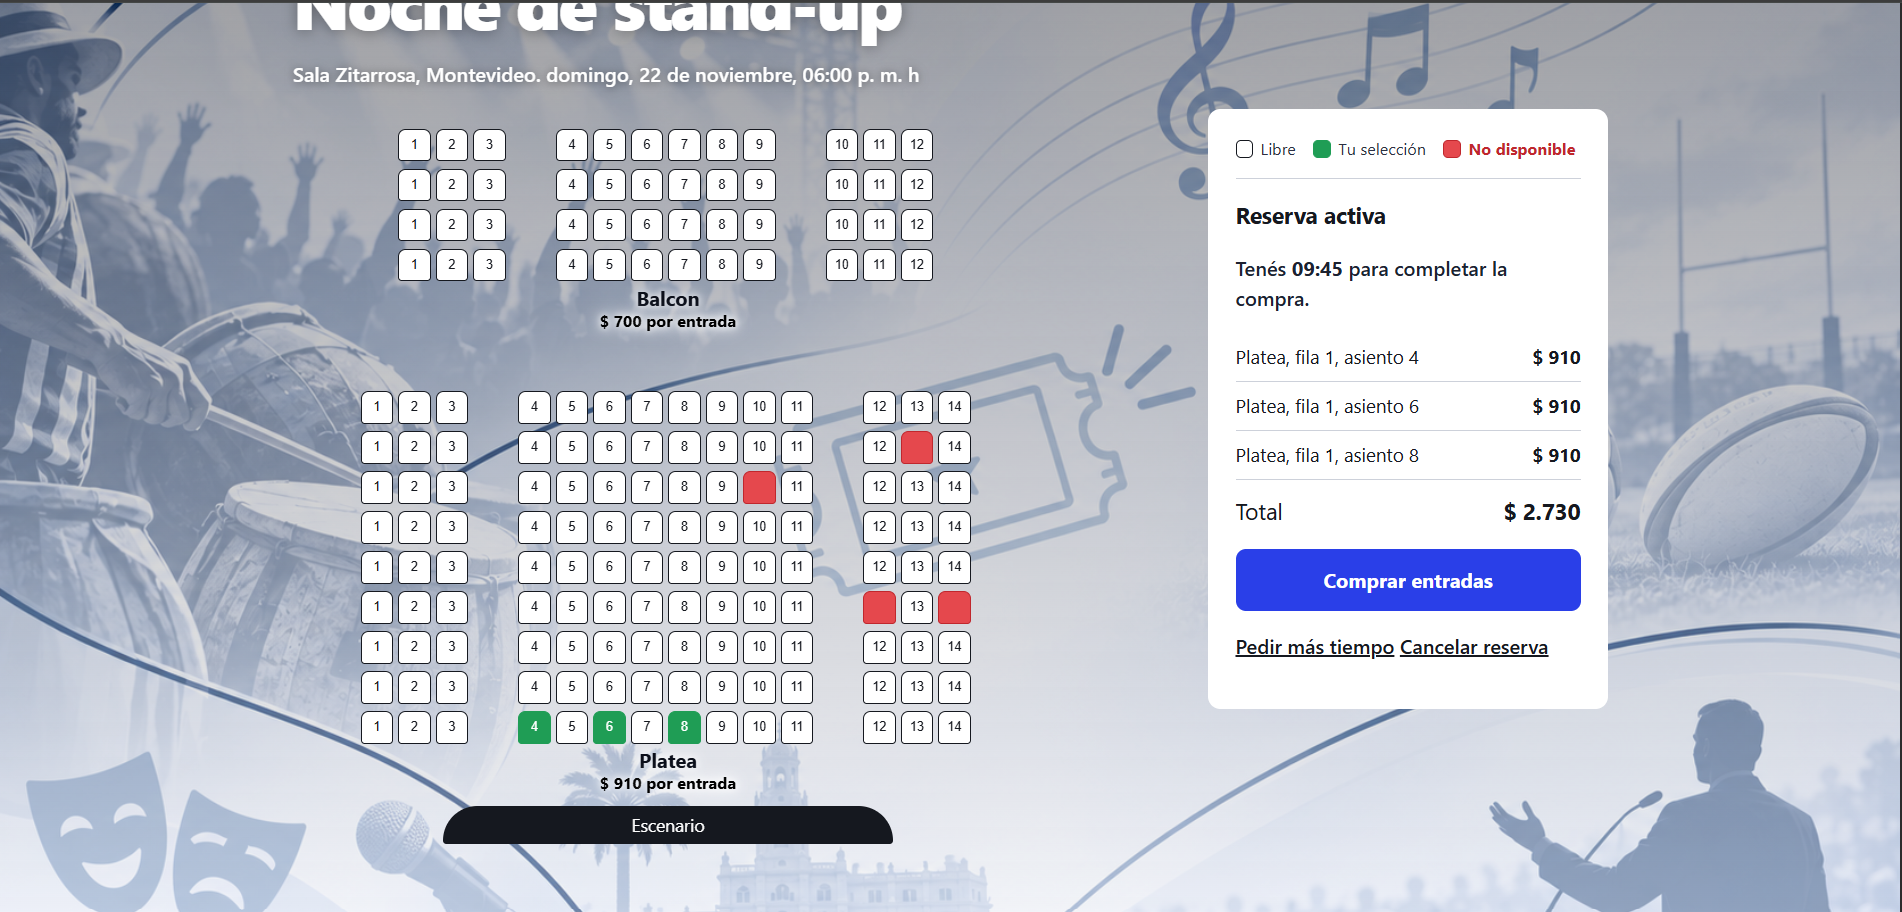 Noche de stand-up
Sala Zitarrosa, Montevideo. domingo, 22 de noviembre, 06:00 p. m. h
1 2 3 4 5 6 7 8 9 10 11 12
1 2 3 4 5 6 7 8 9 10 11 12
1 2 3 4 5 6 7 8 9 10 11 12
1 2 3 4 5 6 7 8 9 10 11 12
Balcon
$ 700 por entrada
1 2 3 4 5 6 7 8 9 10 11 12 13 14
1 2 3 4 5 6 7 8 9 10 11 12 14
1 2 3 4 5 6 7 8 9 11 12 13 14
1 2 3 4 5 6 7 8 9 10 11 12 13 14
1 2 3 4 5 6 7 8 9 10 11 12 13 14
1 2 3 4 5 6 7 8 9 10 11 13
1 2 3 4 5 6 7 8 9 10 11 12 13 14
1 2 3 4 5 6 7 8 9 10 11 12 13 14
1 2 3 4 5 6 7 8 9 10 11 12 13 14
Platea
$ 910 por entrada
Escenario
Libre Tu selección No disponible
Reserva activa
Tenés 09:45 para completar la
compra.
Platea, fila 1, asiento 4 $ 910
Platea, fila 1, asiento 6 $ 910
Platea, fila 1, asiento 8 $ 910
Total $ 2.730
Comprar entradas
Pedir más tiempo Cancelar reserva